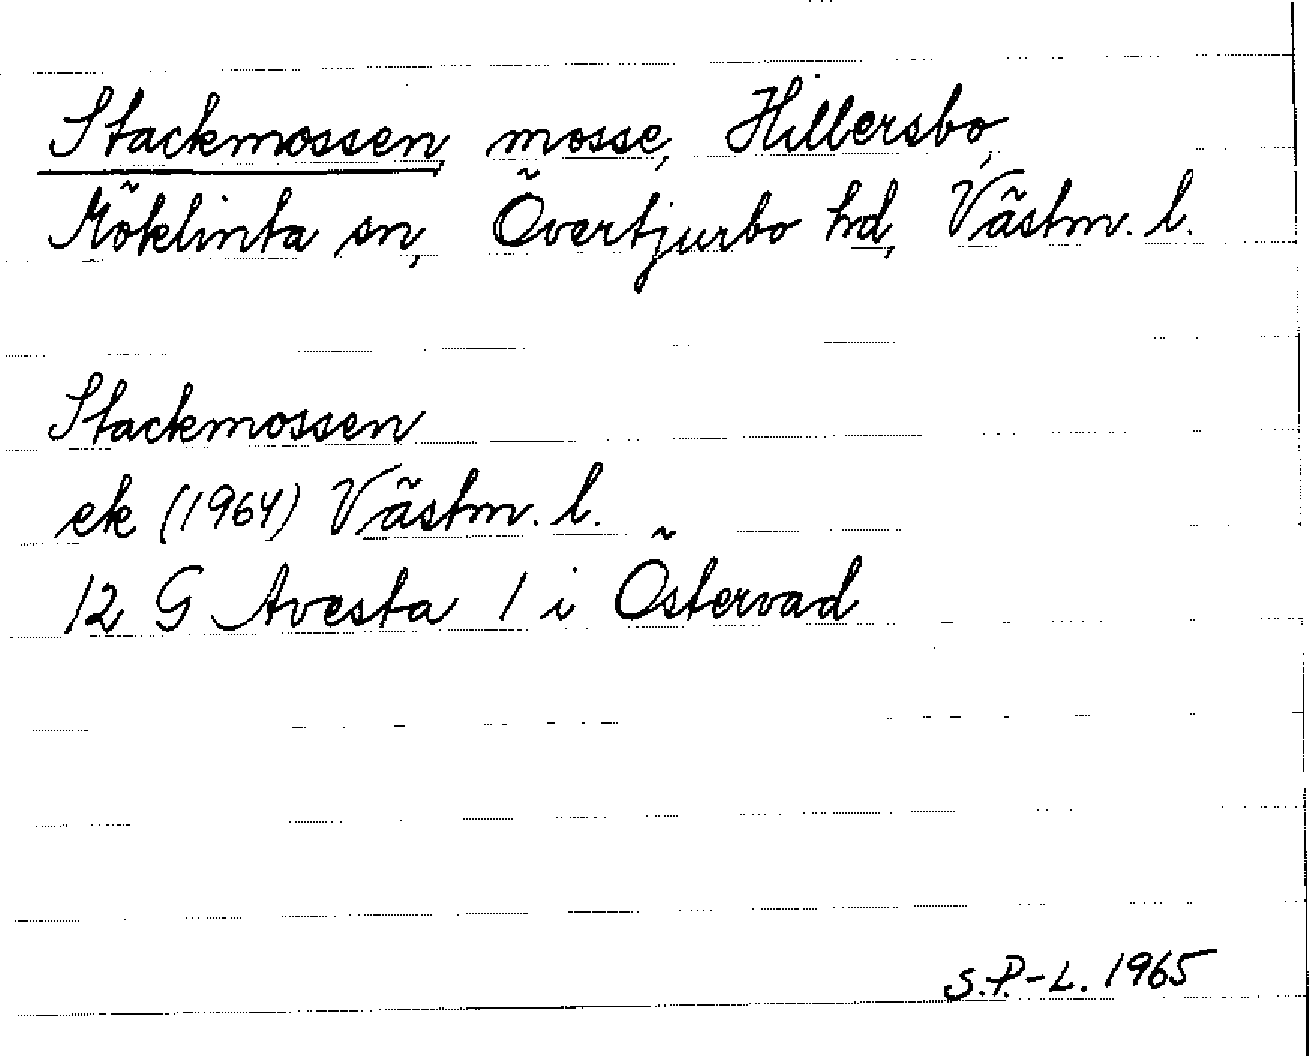 Stackmossen, mosse, Hillersbo,
Möklinta sn, Övertjurbo hd, Västm. l.
Stackmossen
ek (1964) Västm. l.
12 G Avesta 1 i Östervad
S.P.-L. 1965